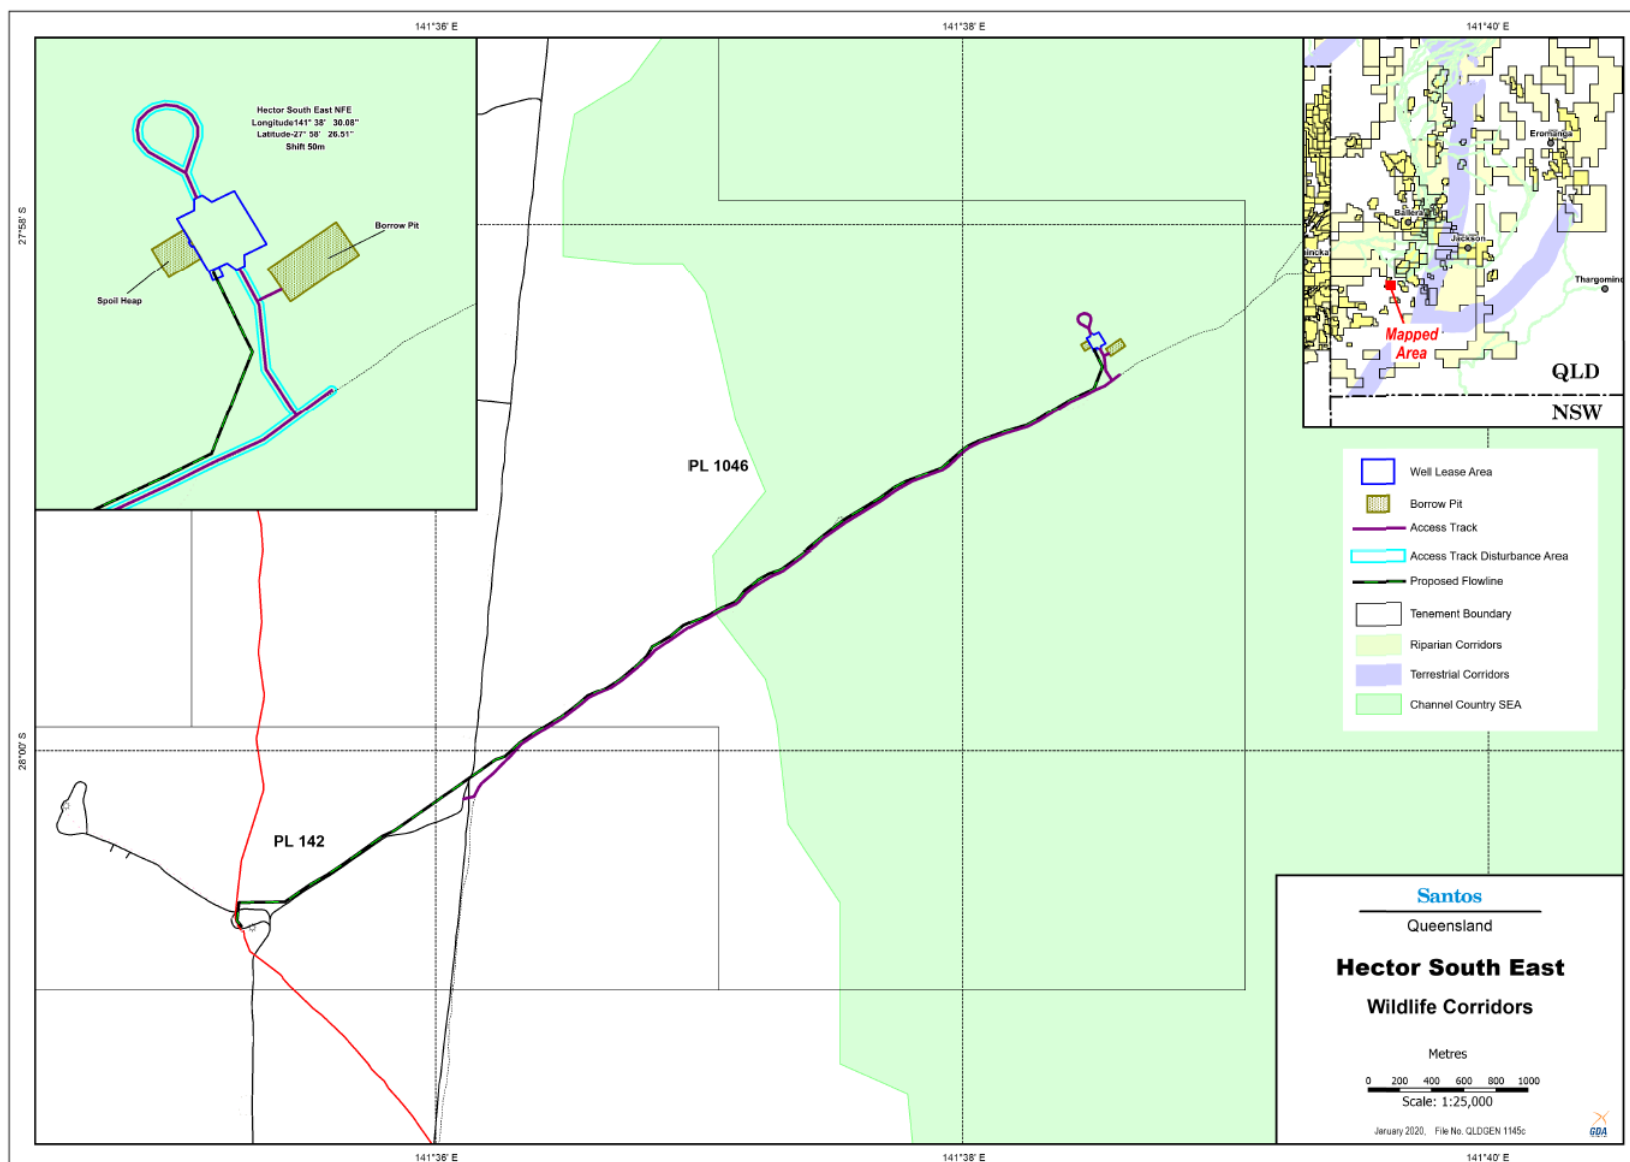 141°36' E
141°38' E
141°40' E
Hector South East NFE
Longitude141° 38' 30.08"
Latitude-27° 58' 26.51"
Shift 50m
Borrow Pit
Spoil Heap
27°58' S
28°00' S
PL 1046
PL 142
Eromanga
Ballera
Jackson
Thargomind
Mapped
Area
QLD
NSW
Well Lease Area
Borrow Pit
Access Track
Access Track Disturbance Area
Proposed Flowline
Tenement Boundary
Riparian Corridors
Terrestrial Corridors
Channel Country SEA
Santos
Queensland
Hector South East
Wildlife Corridors
Metres
0 200 400 600 800 1000
Scale: 1:25,000
January 2020, File No. QLDGEN 1145c
GDA
141°36' E
141°38' E
141°40' E